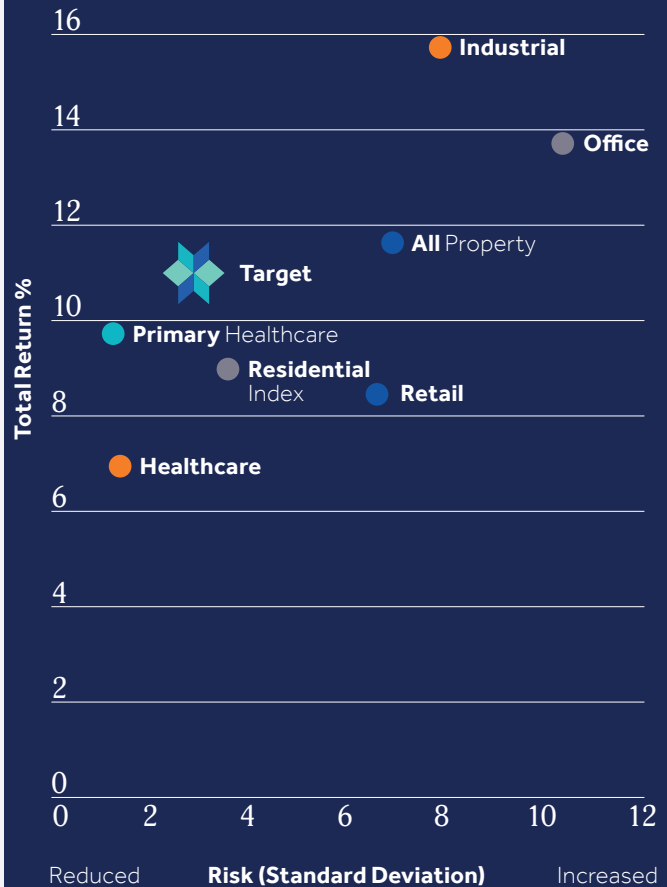 16
Industrial
14
Office
12
All Property
Target
10
Primary Healthcare
Residential
Index
Retail
8
Healthcare
6
4
2
0
0 2 4 6 8 10 12
Total Return %
Reduced Risk (Standard Deviation) Increased